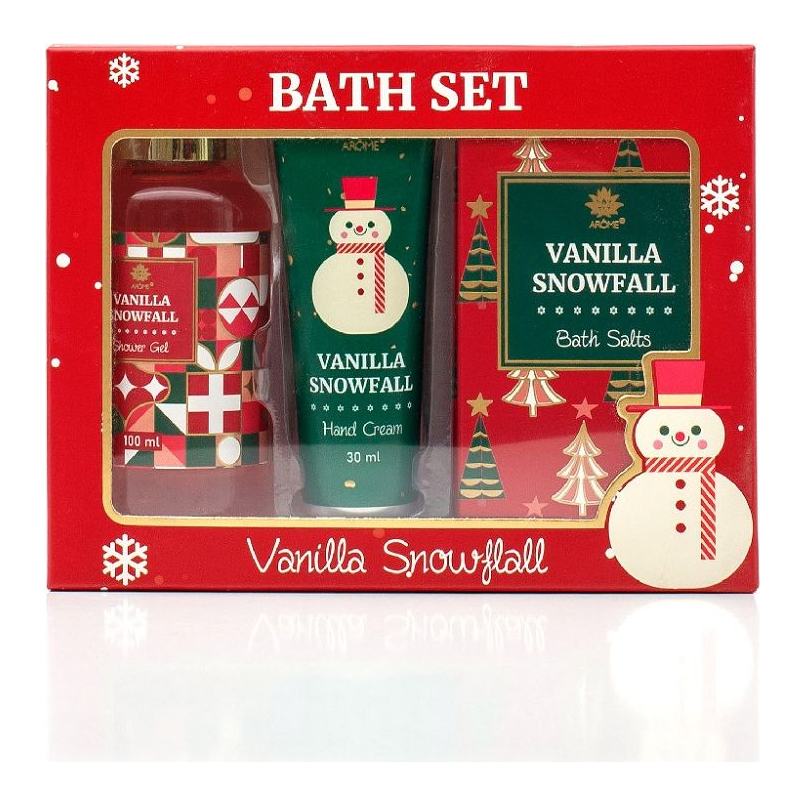 BATH SET
ARÔME
VANILLA
SNOWFALL
Shower Gel
100 ml
ARÔME
VANILLA
SNOWFALL
Hand Cream
30 ml
ARÔME
VANILLA
SNOWFALL
Bath Salts
Vanilla Snowflall